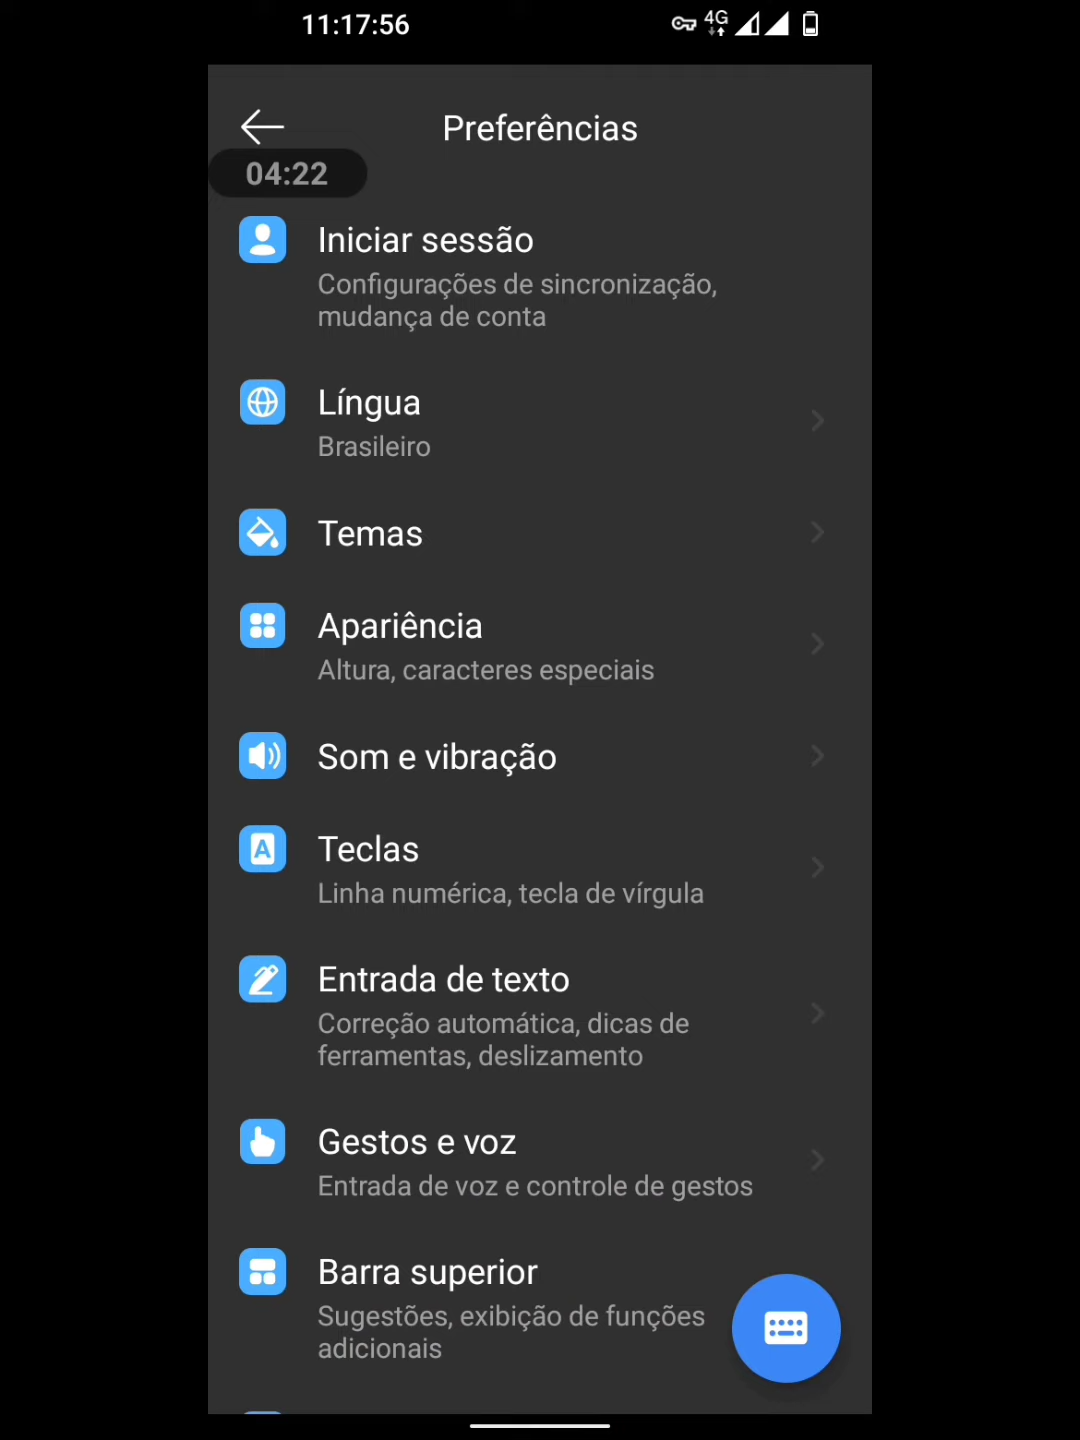 11:17:56
4G
Preferências
04:22
Iniciar sessão
Configurações de sincronização,
mudança de conta
Língua
Brasileiro
Temas
Apariência
Altura, caracteres especiais
Som e vibração
A
Teclas
Linha numérica, tecla de vírgula
Entrada de texto
Correção automática, dicas de
ferramentas, deslizamento
Gestos e voz
Entrada de voz e controle de gestos
Barra superior
Sugestões, exibição de funções
adicionais